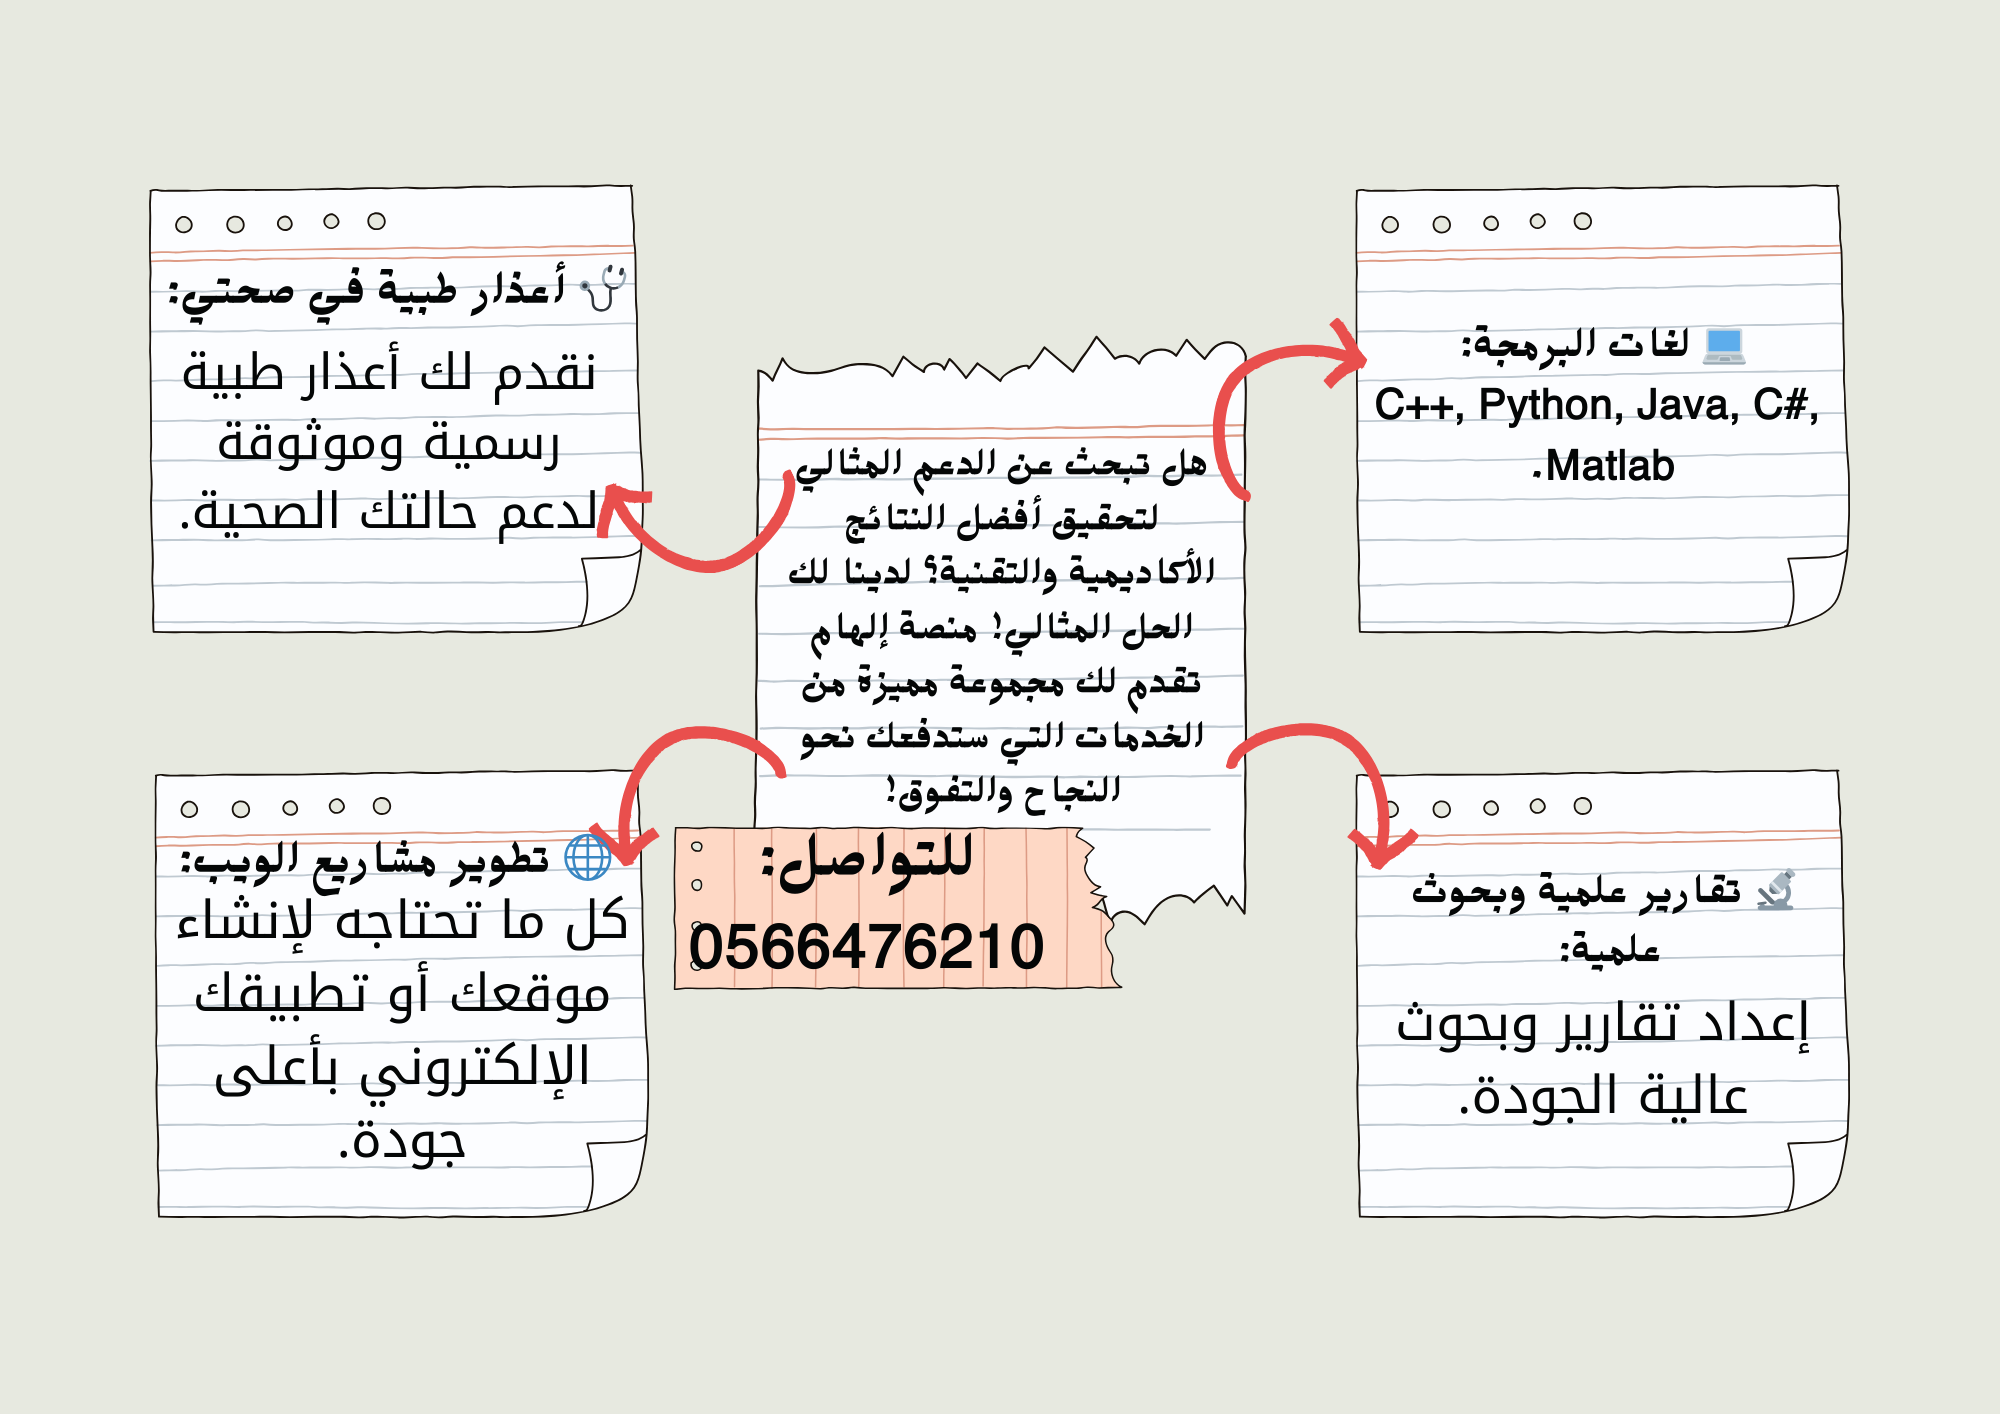 🩺 أعذار طبية في صحتي:
نقدم لك أعذار طبية
رسمية وموثوقة
لدعم حالتك الصحية.
💻 لغات البرمجة:
C++, Python, Java, C#,
Matlab.
هل تبحث عن الدعم المثالي
لتحقيق أفضل النتائج
الأكاديمية والتقنية؟ لدينا لك
الحل المثالي! منصة إلهام
تقدم لك مجموعة مميزة من
الخدمات التي ستدفعك نحو
النجاح والتفوق!
للتواصل:
0566476210
🌐 تطوير مشاريع الويب:
كل ما تحتاجه لإنشاء
موقعك أو تطبيقك
الإلكتروني بأعلى
جودة.
🔬 تقارير علمية وبحوث
علمية:
إعداد تقارير وبحوث
عالية الجودة.